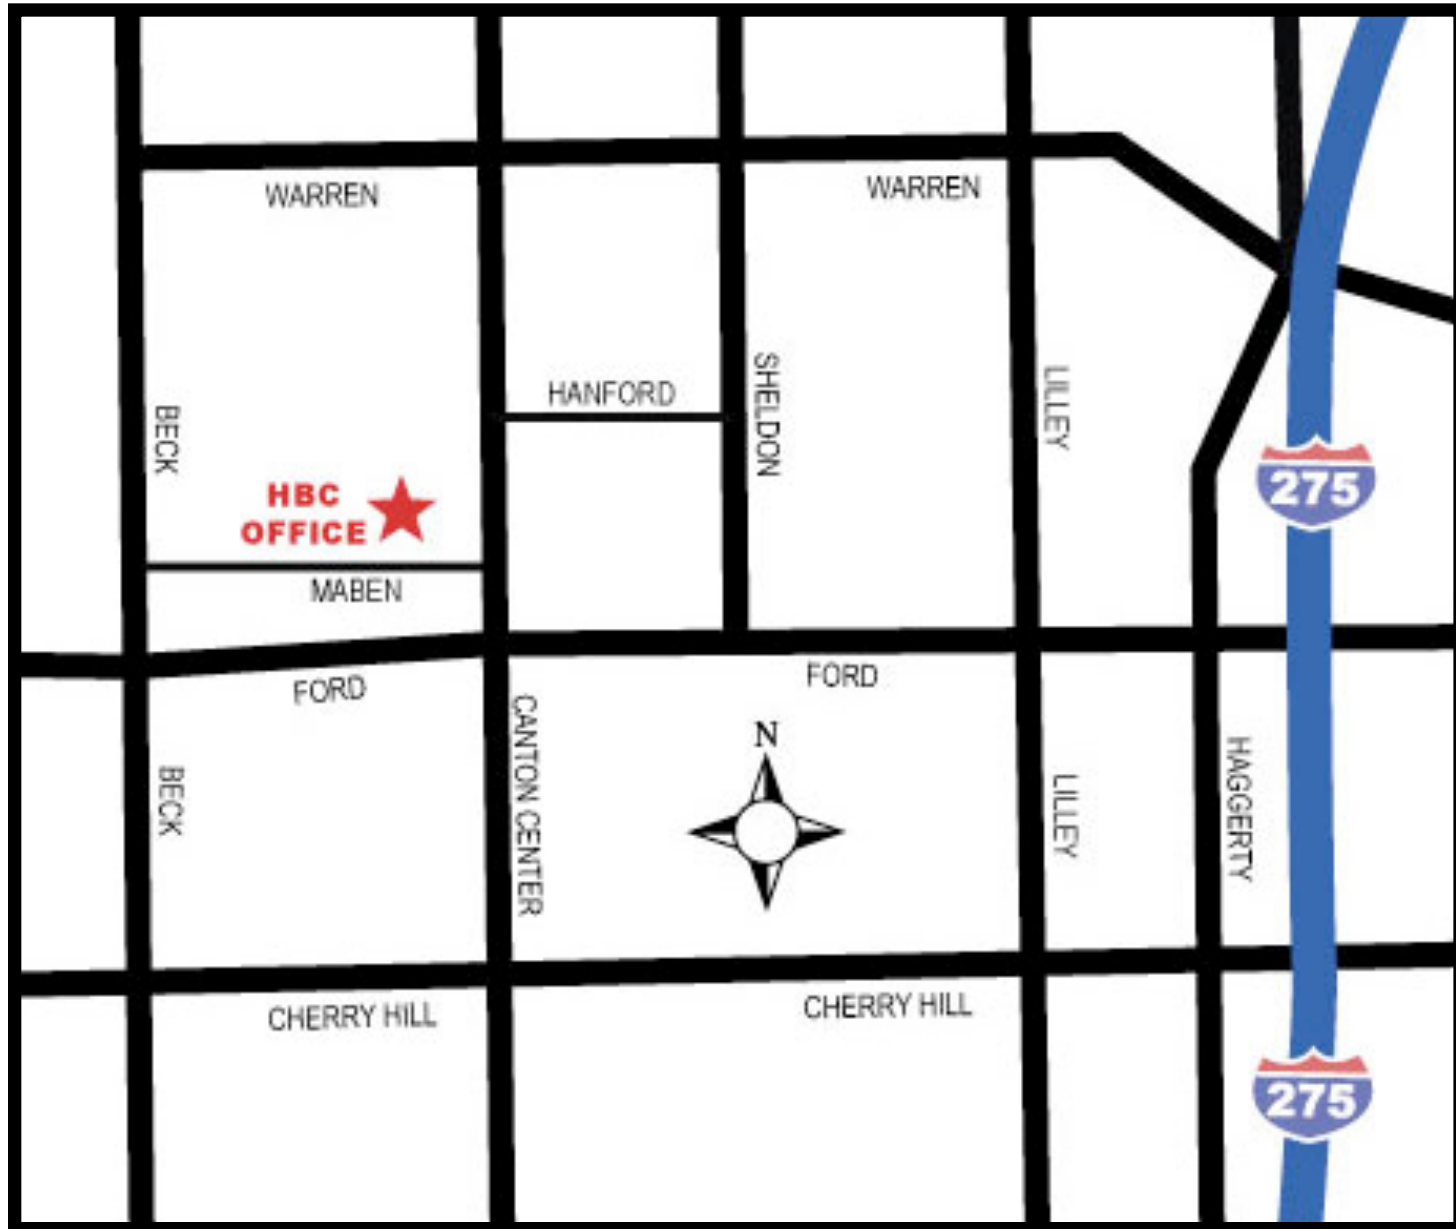 WARREN
WARREN
HANFORD
SHELDON
LILLEY
BECK
HBC
OFFICE
275
MABEN
FORD
FORD
CANTON CENTER
N
BECK
LILLEY
HAGGERTY
CHERRY HILL
CHERRY HILL
275